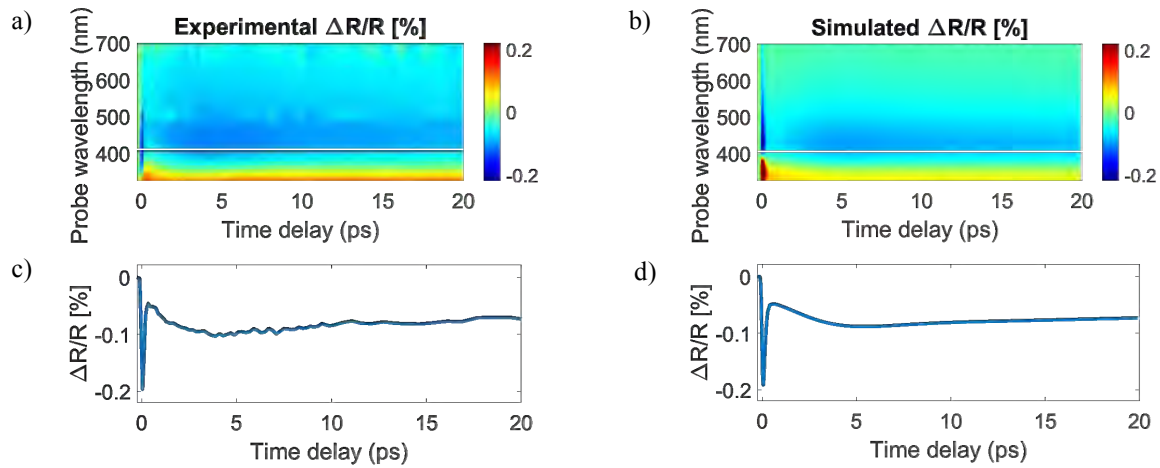 a)
Experimental ΔR/R [%]
Probe wavelength (nm)
700
600
500
400
0 5 10 15 20
Time delay (ps)
0.2
0
-0.2
b)
Simulated ΔR/R [%]
Probe wavelength (nm)
700
600
500
400
0 5 10 15 20
Time delay (ps)
0.2
0
-0.2
c)
ΔR/R [%]
0
-0.1
-0.2
0 5 10 15 20
Time delay (ps)
d)
ΔR/R [%]
0
-0.1
-0.2
0 5 10 15 20
Time delay (ps)